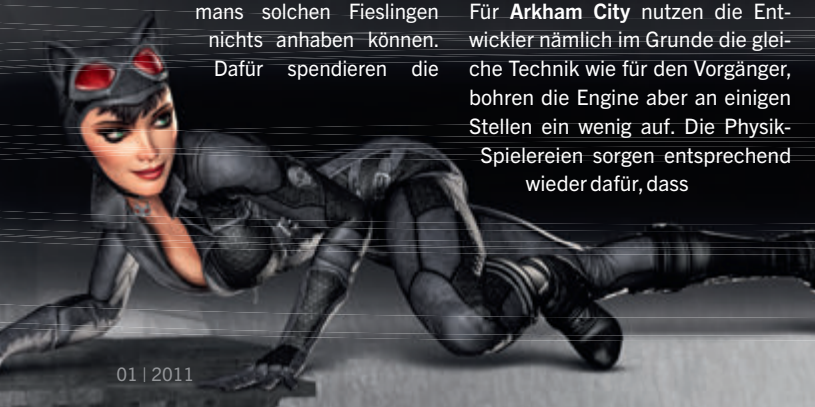 mans solchen Fieslingen
nichts anhaben können.
Dafür spendieren die
Für Arkham City nutzen die Ent-
wickler nämlich im Grunde die glei-
che Technik wie für den Vorgänger,
bohren die Engine aber an einigen
Stellen ein wenig auf. Die Physik-
Spielereien sorgen entsprechend
wieder dafür, dass
01 | 2011